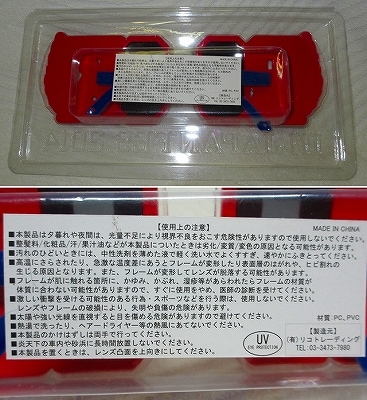 【使用上の注意】
MADE IN CHINA
■本製品は夕暮れや夜間は、光量不足により視界不良をおこす危険性がありますので使用しないでください。
■整髪料/化粧品/汗/果汁油などが本製品についたときは劣化/変質/変色の原因となる可能性があります。
■汚れのひどいときには、中性洗剤を薄めた液で軽く洗い水でよくすすぎ、速やかにふきとってください。
■高温にさらされたり、急激な温度差にあうとフレームが変形したり表面層のはがれや、ヒビ割れの
生じる原因となります。また、フレームが変形してレンズが脱落する可能性があります。
■フレームが肌に触れる箇所に、かゆみ、かぶれ、湿疹等があらわれたらフレームの材質が
体質に合わない可能性がありますので、すぐに使用をやめ、医師の診断を受けてください。
■激しい衝撃を受ける可能性のある行為・スポーツなどを行う際は、使用しないでください。
レンズやフレームの破損により、失明や負傷の危険があります。
■太陽や強い光線を直視すると目を傷める危険がありますので避けてください。
■熱湯で洗ったり、ヘアードライヤー等の熱風にあてないでください。
■本製品のかけはずしは両手で行ってください。
■炎天下の車内や砂浜に長時間放置しないでください。
■本製品を置くときは、レンズ凸面を上向きにしてください。
材質:PC、PVC
UV
EYE PROTECTION
【製造元】
(有)リコトレーディング
TEL:03-3473-7980